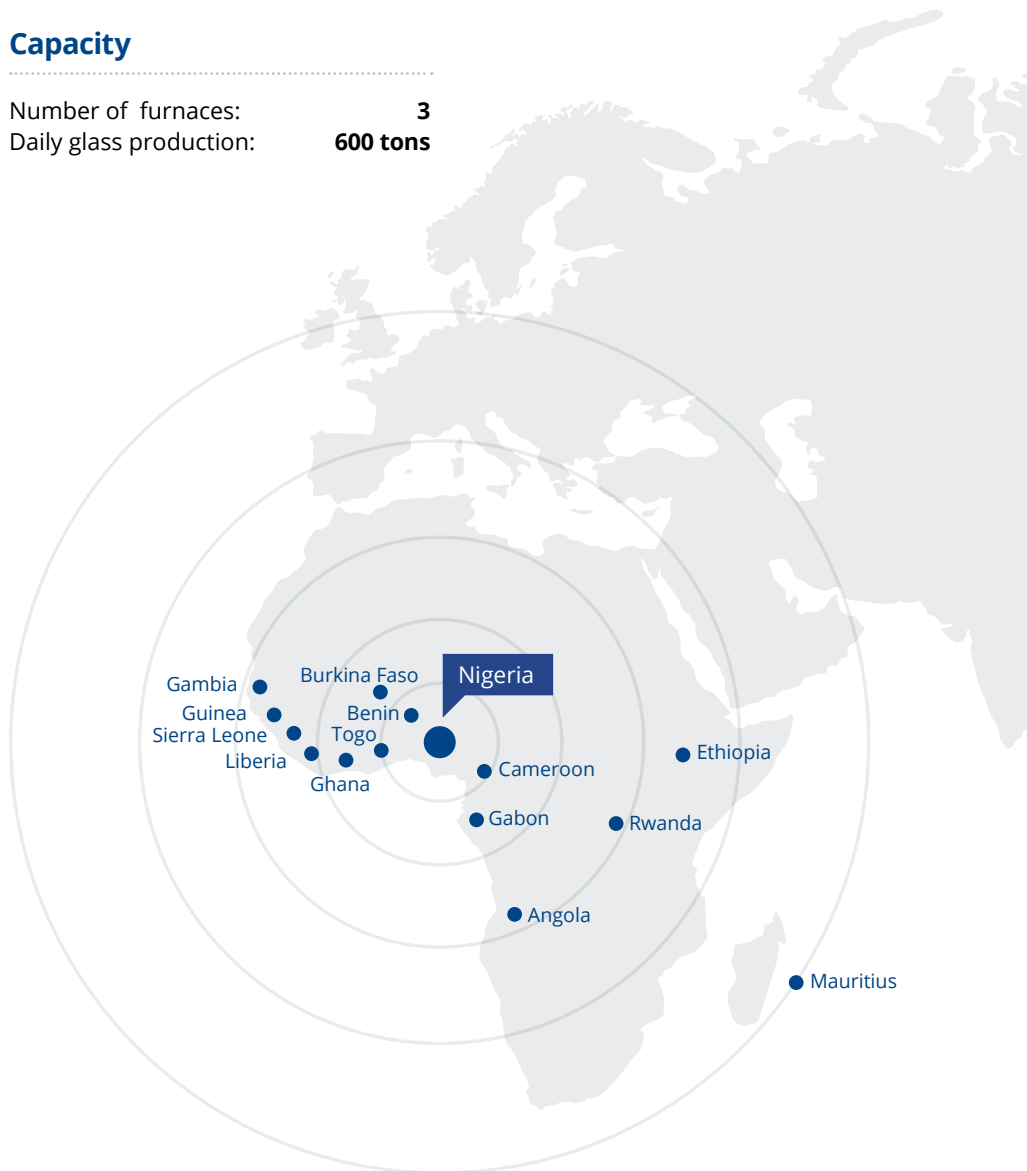 Capacity
Number of furnaces: 3
Daily glass production: 600 tons
Nigeria
Burkina Faso
Gambia
Guinea
Benin
Sierra Leone
Togo
Liberia
Ghana
Cameroon
Ethiopia
Gabon
Rwanda
Angola
Mauritius